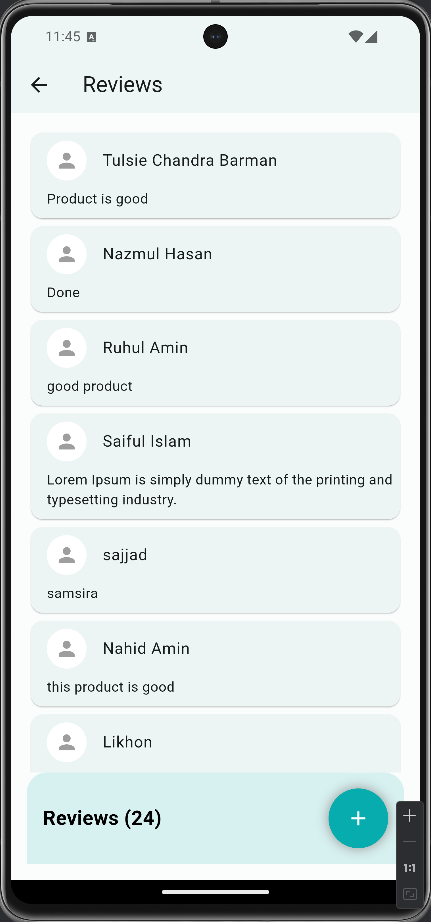 11:45 A
Reviews
Tulsie Chandra Barman
Product is good
Nazmul Hasan
Done
Ruhul Amin
good product
Saiful Islam
Lorem Ipsum is simply dummy text of the printing and
typesetting industry.
sajjad
samsira
Nahid Amin
this product is good
Likhon
Reviews (24)
+
+
1:1